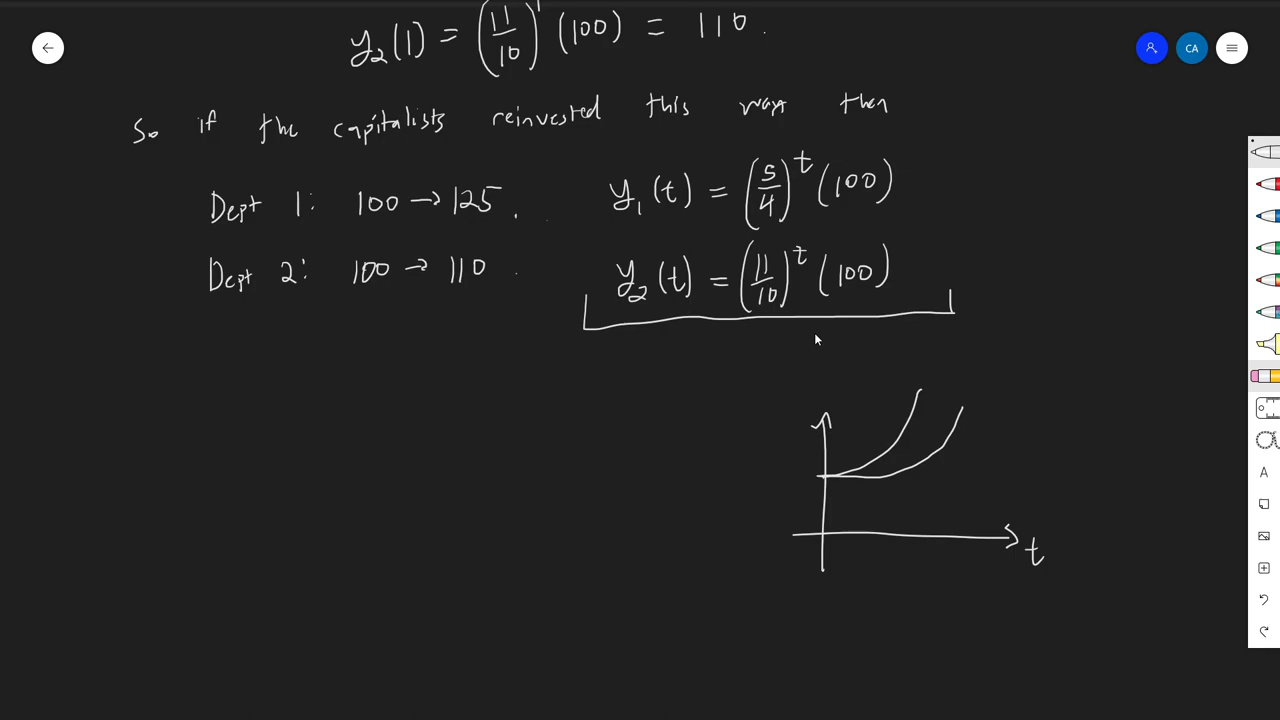 y₂(1) = (11/10)¹ (100) = 110.
So if the capitalists reinvested this way then
Dept 1: 100 → 125. y₁(t) = (5/4)ᵗ (100)
Dept 2: 100 → 110. y₂(t) = (11/10)ᵗ (100)
t
CA
A